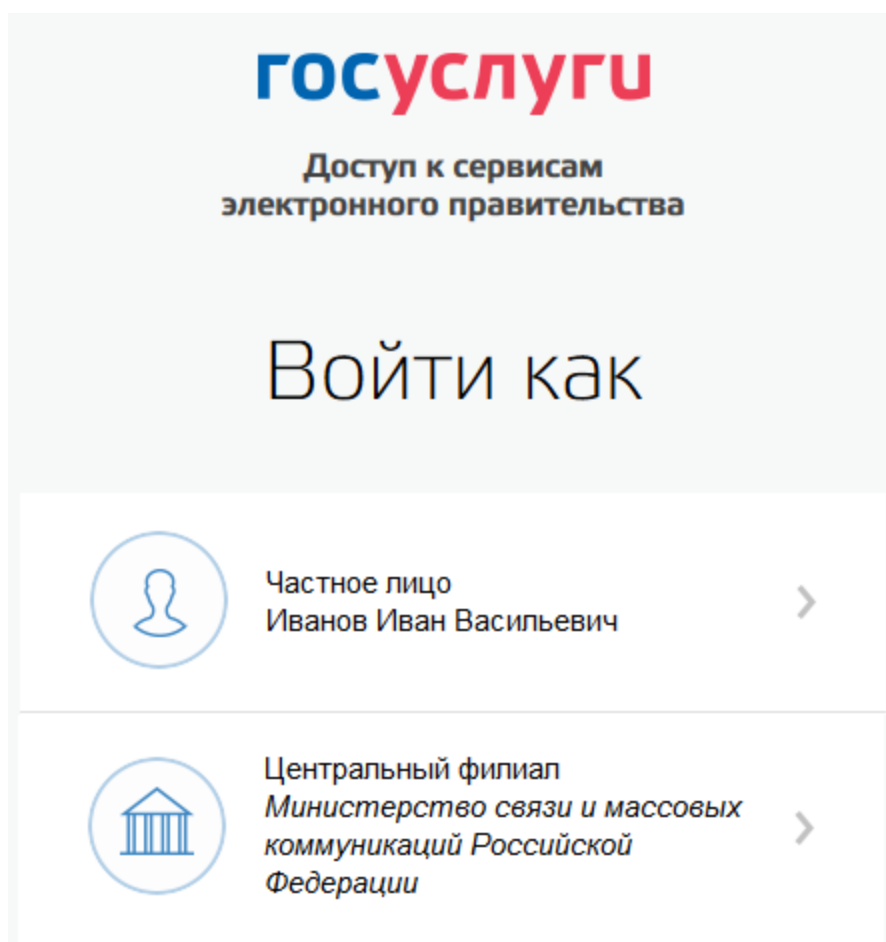 госуслуги
Доступ к сервисам
электронного правительства
Войти как
Частное лицо
Иванов Иван Васильевич
Центральный филиал
Министерство связи и массовых
коммуникаций Российской
Федерации